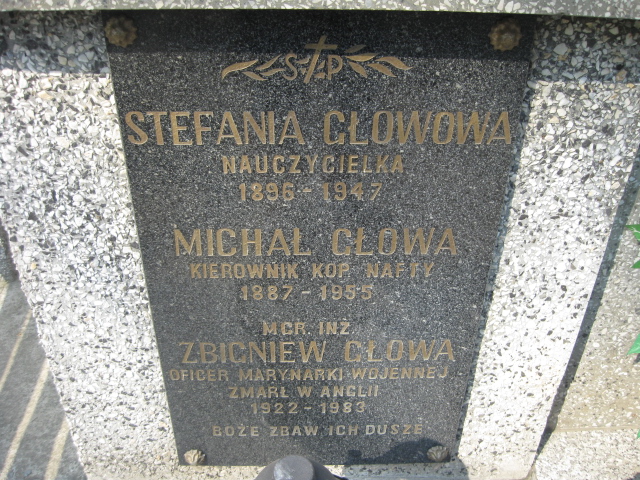 Ś P
STEFANIA GŁOWOWA
NAUCZYCIELKA
1896 - 1947
MICHAŁ GŁOWA
KIEROWNIK KOP. NAFTY
1887 - 1955
MGR. INŻ.
ZBIGNIEW GŁOWA
OFICER MARYNARKI WOJENNEJ
ZMARŁ W ANGLII
1922 - 1983
BOŻE ZBAW ICH DUSZE